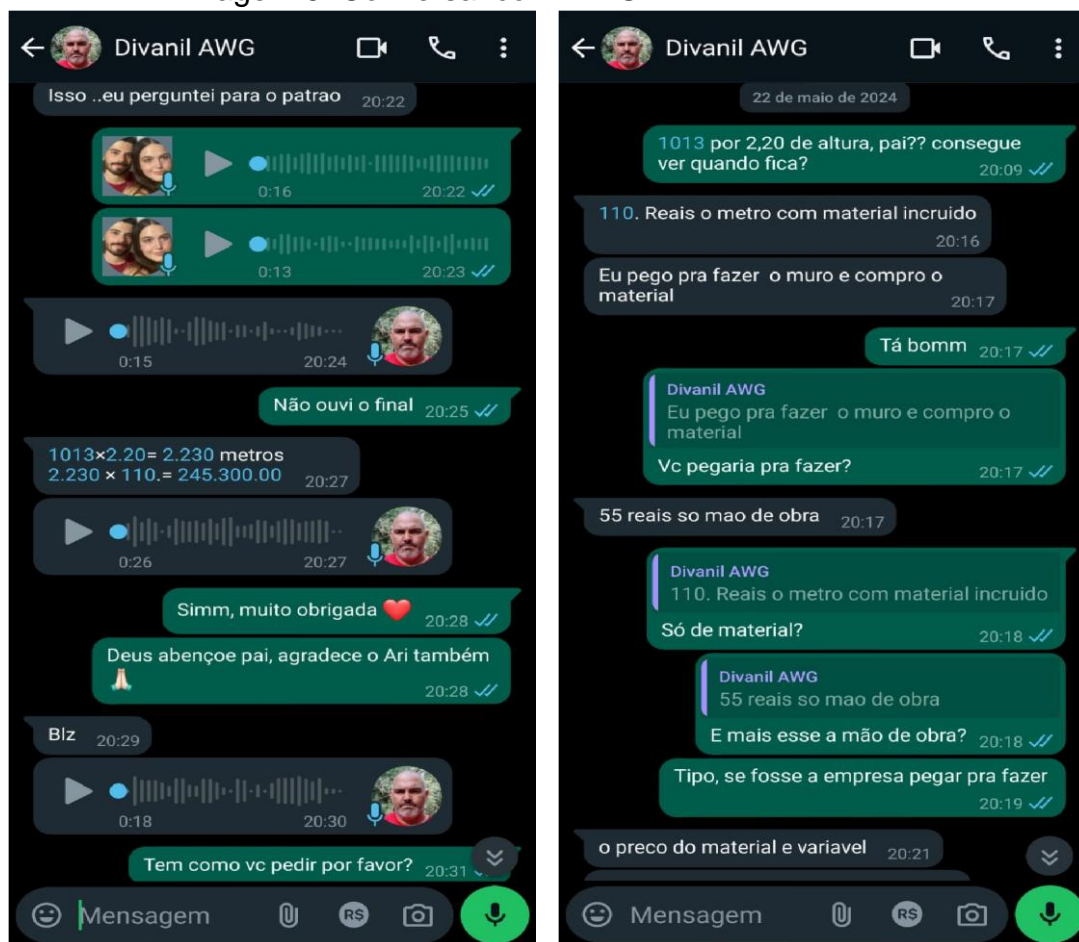 Divanil AWG
Isso ..eu perguntei para o patrao 20:22
0:16 20:22
0:13 20:23
0:15 20:24
Não ouvi o final 20:25
1013×2.20= 2.230 metros
2.230 × 110.= 245.300.00 20:27
0:26 20:27
Simm, muito obrigada 20:28
Deus abençoe pai, agradece o Ari também
20:28
Blz 20:29
0:18 20:30
Tem como vc pedir por favor? 20:31
Mensagem R$
Divanil AWG
22 de maio de 2024
1013 por 2,20 de altura, pai?? consegue
ver quando fica? 20:09
110. Reais o metro com material incruido
20:16
Eu pego pra fazer o muro e compro o
material 20:17
Tá bomm 20:17
Divanil AWG
Eu pego pra fazer o muro e compro o
material
Vc pegaria pra fazer? 20:17
55 reais so mao de obra 20:17
Divanil AWG
110. Reais o metro com material incruido
Só de material? 20:18
Divanil AWG
55 reais so mao de obra
E mais esse a mão de obra? 20:18
Tipo, se fosse a empresa pegar pra fazer
20:19
o preco do material e variavel 20:21
Mensagem R$